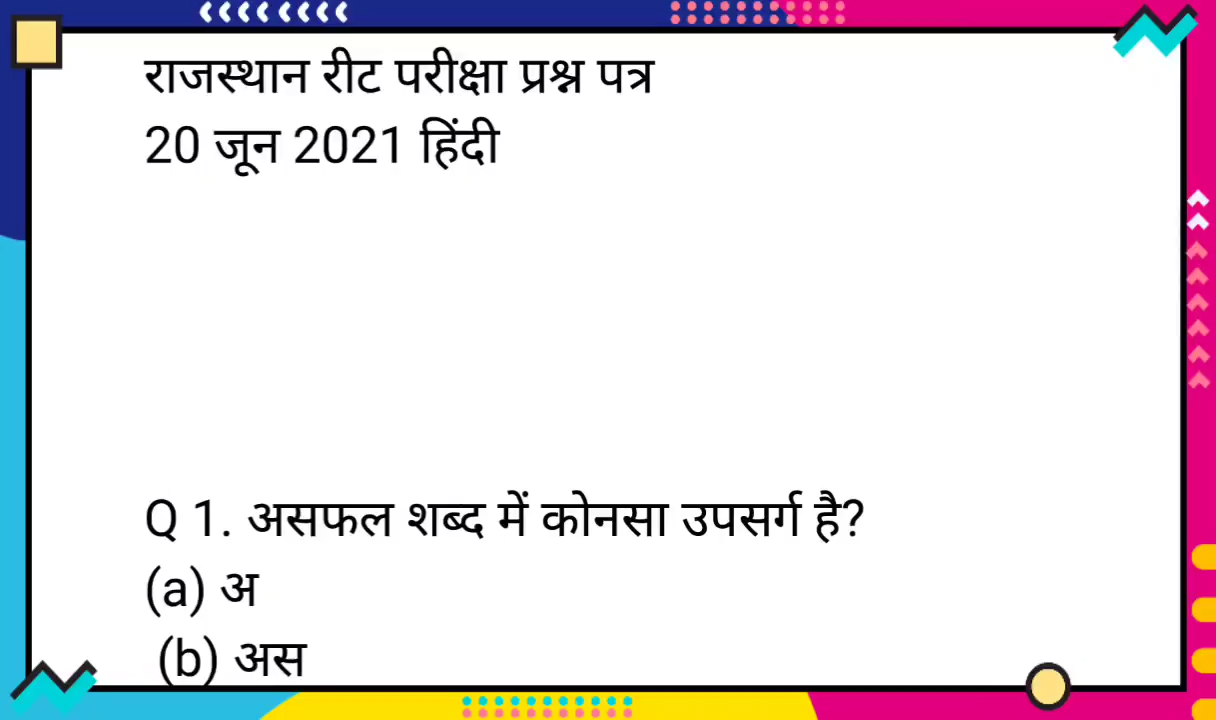 राजस्थान रीट परीक्षा प्रश्न पत्र
20 जून 2021 हिंदी
Q 1. असफल शब्द में कोनसा उपसर्ग है?
(a) अ
(b) अस